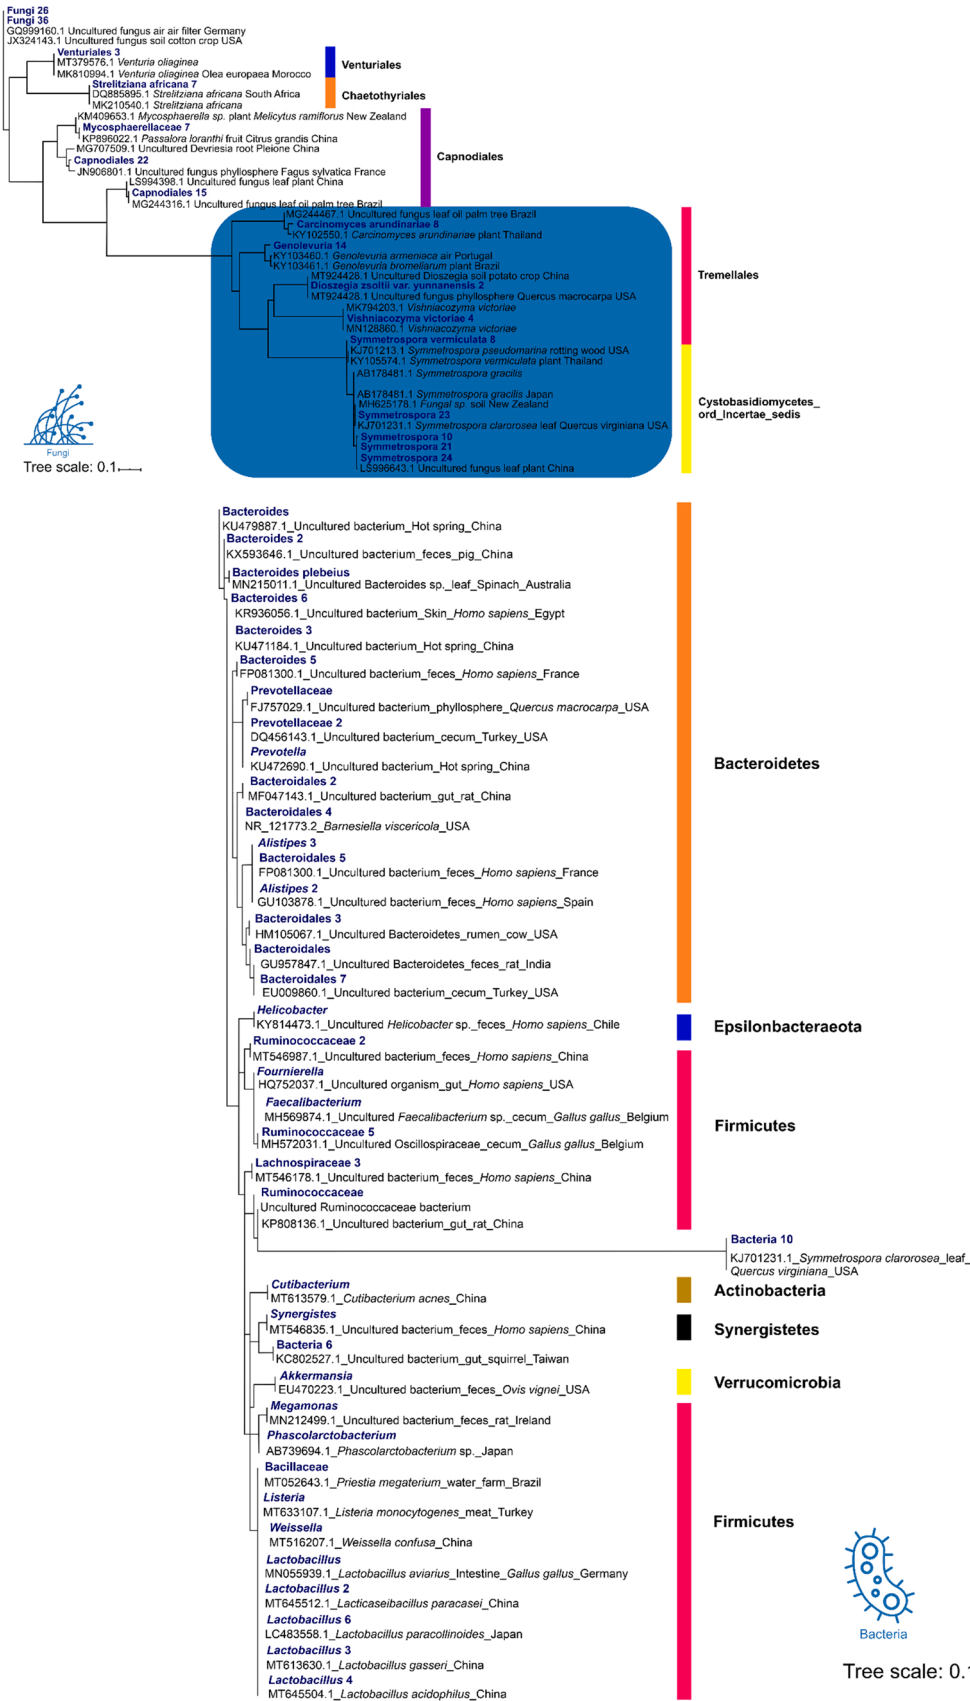 Fungi 26
Fungi 36
GQ999160.1 Uncultured fungus air air filter Germany
JX324143.1 Uncultured fungus soil cotton crop USA
Venturiales 3
MT379576.1 Venturia oliaginea
MK810994.1 Venturia oliaginea Olea europaea Morocco
Venturiales
Strelitziana africana 7
DQ885895.1 Strelitziana africana South Africa
MK210540.1 Strelitziana africana
Chaetothyriales
KM409653.1 Mycosphaerella sp. plant Melicytus ramiflorus New Zealand
Mycosphaerellaceae 7
KP896022.1 Passalora loranthi fruit Citrus grandis China
MG707509.1 Uncultured Devriesia root Pleione China
Capnodiales 22
JN906801.1 Uncultured fungus phyllosphere Fagus sylvatica France
LS994398.1 Uncultured fungus leaf plant China
Capnodiales 15
MG244316.1 Uncultured fungus leaf oil palm tree Brazil
Capnodiales
MG244467.1 Uncultured fungus leaf oil palm tree Brazil
Carcinomyces arundinariae 8
KY102550.1 Carcinomyces arundinariae plant Thailand
Genolevuria 14
KY103460.1 Genolevuria armeniaca air Portugal
KY103461.1 Genolevuria bromeliarum plant Brazil
MT924428.1 Uncultured Dioszegia soil potato crop China
Dioszegia zsoitii var. yunnanensis 2
MT924428.1 Uncultured fungus phyllosphere Quercus macrocarpa USA
MK794203.1 Vishniacozyma victoriae
Vishniacozyma victoriae 4
MN128860.1 Vishniacozyma victoriae
Tremellales
Symmetrospora vermiculata 8
KJ701213.1 Symmetrospora pseudomarina rotting wood USA
KY105574.1 Symmetrospora vermiculata plant Thailand
AB178481.1 Symmetrospora gracilis
AB178481.1 Symmetrospora gracilis Japan
MH625178.1 Fungal sp. soil New Zealand
Symmetrospora 23
KJ701231.1 Symmetrospora clarorosea leaf Quercus virginiana USA
Symmetrospora 10
Symmetrospora 21
Symmetrospora 24
LS996643.1 Uncultured fungus leaf plant China
Cystobasidiomycetes_
ord_Incertae_sedis
Fungi
Tree scale: 0.1
Bacteroides
KU479887.1_Uncultured bacterium_Hot spring_China
Bacteroides 2
KX593646.1_Uncultured bacterium_feces_pig_China
Bacteroides plebeius
MN215011.1_Uncultured Bacteroides sp._leaf_Spinach_Australia
Bacteroides 6
KR936056.1_Uncultured bacterium_Skin_Homo sapiens_Egypt
Bacteroides 3
KU471184.1_Uncultured bacterium_Hot spring_China
Bacteroides 5
FP081300.1_Uncultured bacterium_feces_Homo sapiens_France
Prevotellaceae
FJ757029.1_Uncultured bacterium_phyllosphere_Quercus macrocarpa_USA
Prevotellaceae 2
DQ456143.1_Uncultured bacterium_cecum_Turkey_USA
Prevotella
KU472690.1_Uncultured bacterium_Hot spring_China
Bacteroidales 2
MF047143.1_Uncultured bacterium_gut_rat_China
Bacteroidales 4
NR_121773.2_Barnesiella viscericola_USA
Alistipes 3
Bacteroidales 5
FP081300.1_Uncultured bacterium_feces_Homo sapiens_France
Alistipes 2
GU103878.1_Uncultured bacterium_feces_Homo sapiens_Spain
Bacteroidales 3
HM105067.1_Uncultured Bacteroidetes_rumen_cow_USA
Bacteroidales
GU957847.1_Uncultured Bacteroidetes_feces_rat_India
Bacteroidales 7
EU009860.1_Uncultured bacterium_cecum_Turkey_USA
Bacteroidetes
Helicobacter
KY814473.1_Uncultured Helicobacter sp._feces_Homo sapiens_Chile
Epsilonbacteraeota
Ruminococcaceae 2
MT546987.1_Uncultured bacterium_feces_Homo sapiens_China
Fournierella
HQ752037.1_Uncultured organism_gut_Homo sapiens_USA
Faecalibacterium
MH569874.1_Uncultured Faecalibacterium sp._cecum_Gallus gallus_Belgium
Ruminococcaceae 5
MH572031.1_Uncultured Oscillospiraceae_cecum_Gallus gallus_Belgium
Lachnospiraceae 3
MT546178.1_Uncultured bacterium_feces_Homo sapiens_China
Ruminococcaceae
Uncultured Ruminococcaceae bacterium
KP808136.1_Uncultured bacterium_gut_rat_China
Firmicutes
Bacteria 10
KJ701231.1_Symmetrospora clarorosea_leaf_
Quercus virginiana_USA
Cutibacterium
MT613579.1_Cutibacterium acnes_China
Actinobacteria
Synergistes
MT546835.1_Uncultured bacterium_feces_Homo sapiens_China
Synergistetes
Bacteria 6
KC802527.1_Uncultured bacterium_gut_squirrel_Taiwan
Akkermansia
EU470223.1_Uncultured bacterium_feces_Ovis vignei_USA
Verrucomicrobia
Megamonas
MN212499.1_Uncultured bacterium_feces_rat_Ireland
Phascolarctobacterium
AB739694.1_Phascolarctobacterium sp._Japan
Bacillaceae
MT052643.1_Priestia megaterium_water_farm_Brazil
Listeria
MT633107.1_Listeria monocytogenes_meat_Turkey
Weissella
MT516207.1_Weissella confusa_China
Lactobacillus
MN055939.1_Lactobacillus aviarius_Intestine_Gallus gallus_Germany
Lactobacillus 2
MT645512.1_Lacticaseibacillus paracasei_China
Lactobacillus 6
LC483558.1_Lactobacillus paracollinoides_Japan
Lactobacillus 3
MT613630.1_Lactobacillus gasseri_China
Lactobacillus 4
MT645504.1_Lactobacillus acidophilus_China
Firmicutes
Bacteria
Tree scale: 0.1